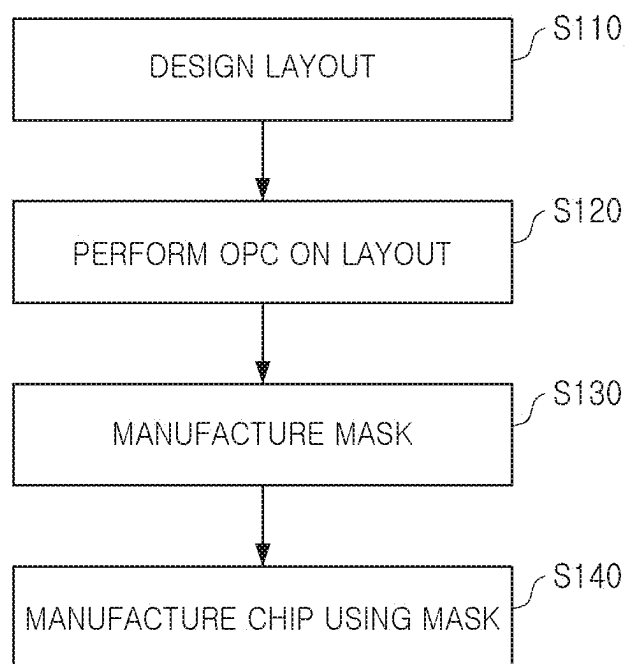 S110
DESIGN LAYOUT
S120
PERFORM OPC ON LAYOUT
S130
MANUFACTURE MASK
S140
MANUFACTURE CHIP USING MASK